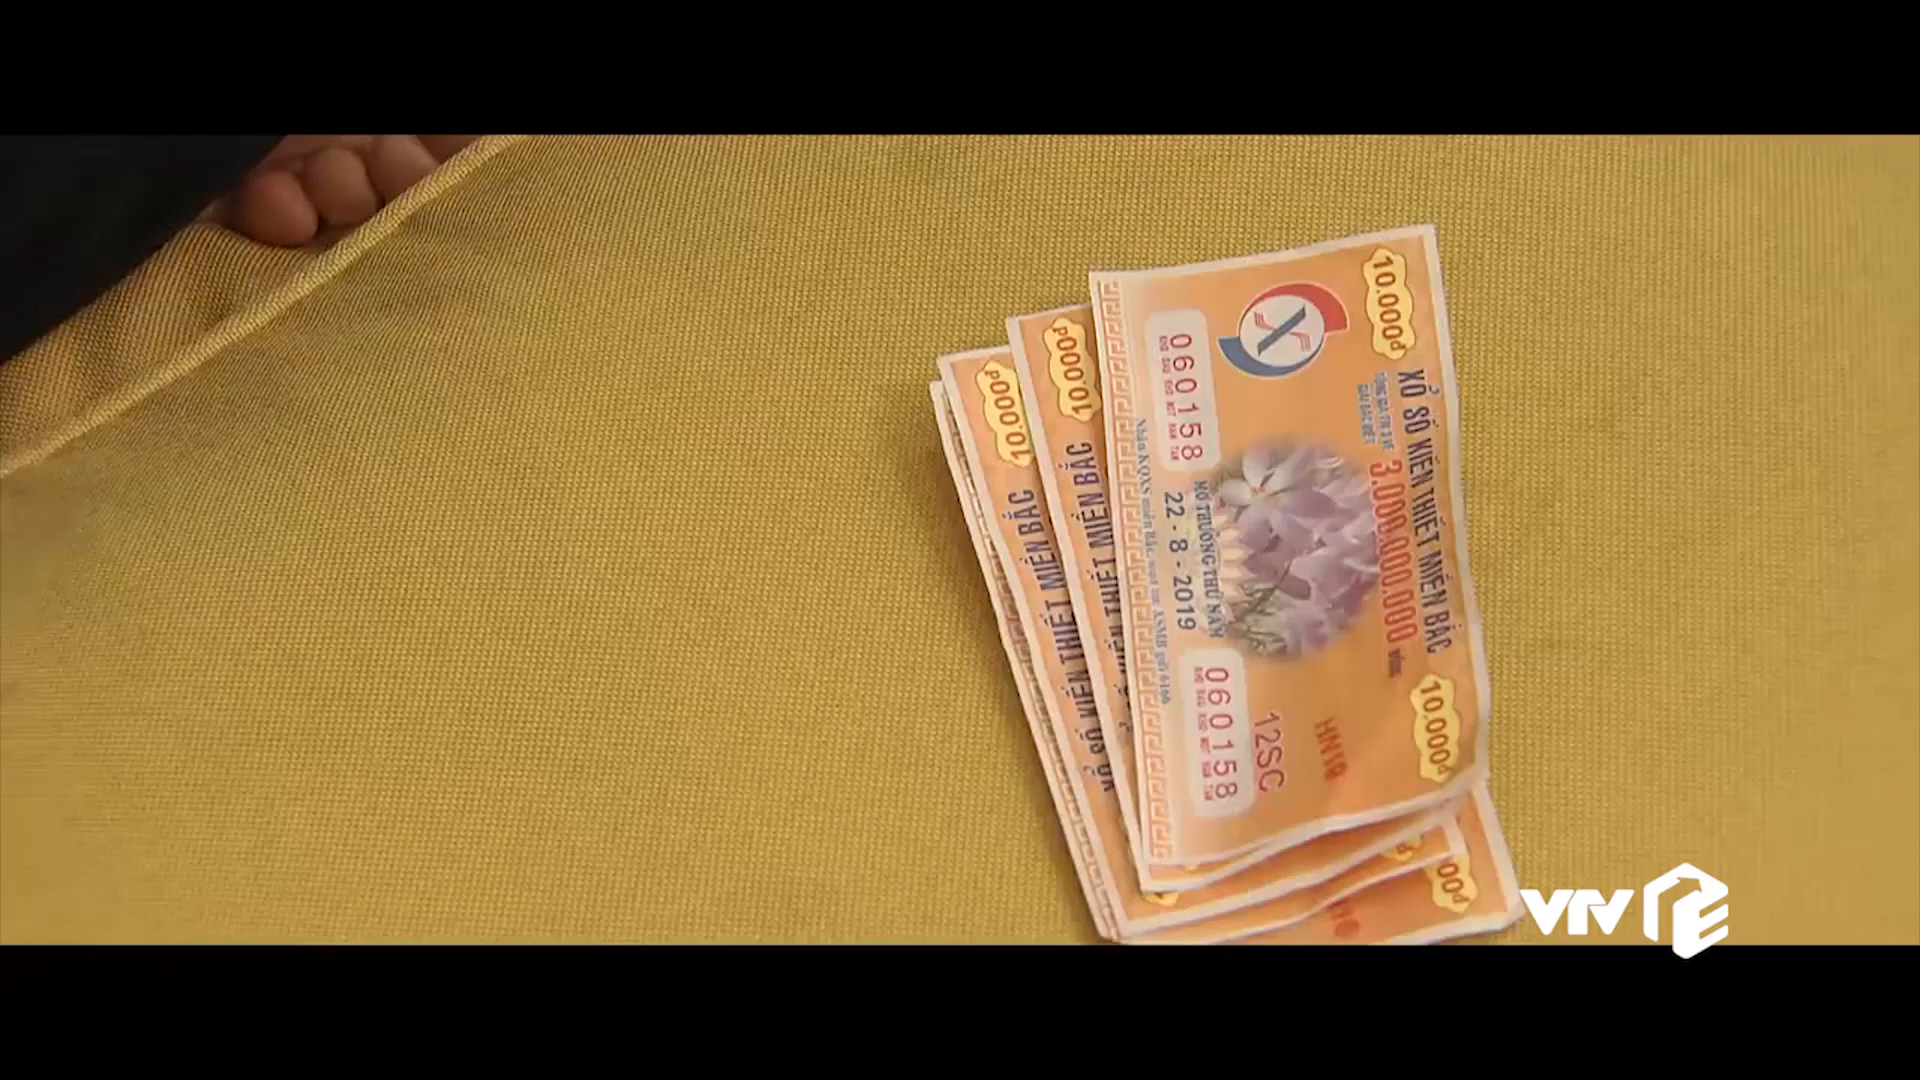 10.000đ
XỔ SỐ KIẾN THIẾT MIỀN BẮC
10.000đ
3.000.000.000
MỞ THƯỞNG THỨ NĂM
22 - 8 - 2019
060158
060158
12SC
10.000đ
XỔ SỐ KIẾN THIẾT MIỀN BẮC
10.000đ
XỔ SỐ KIẾN THIẾT MIỀN BẮC
00đ
VTV